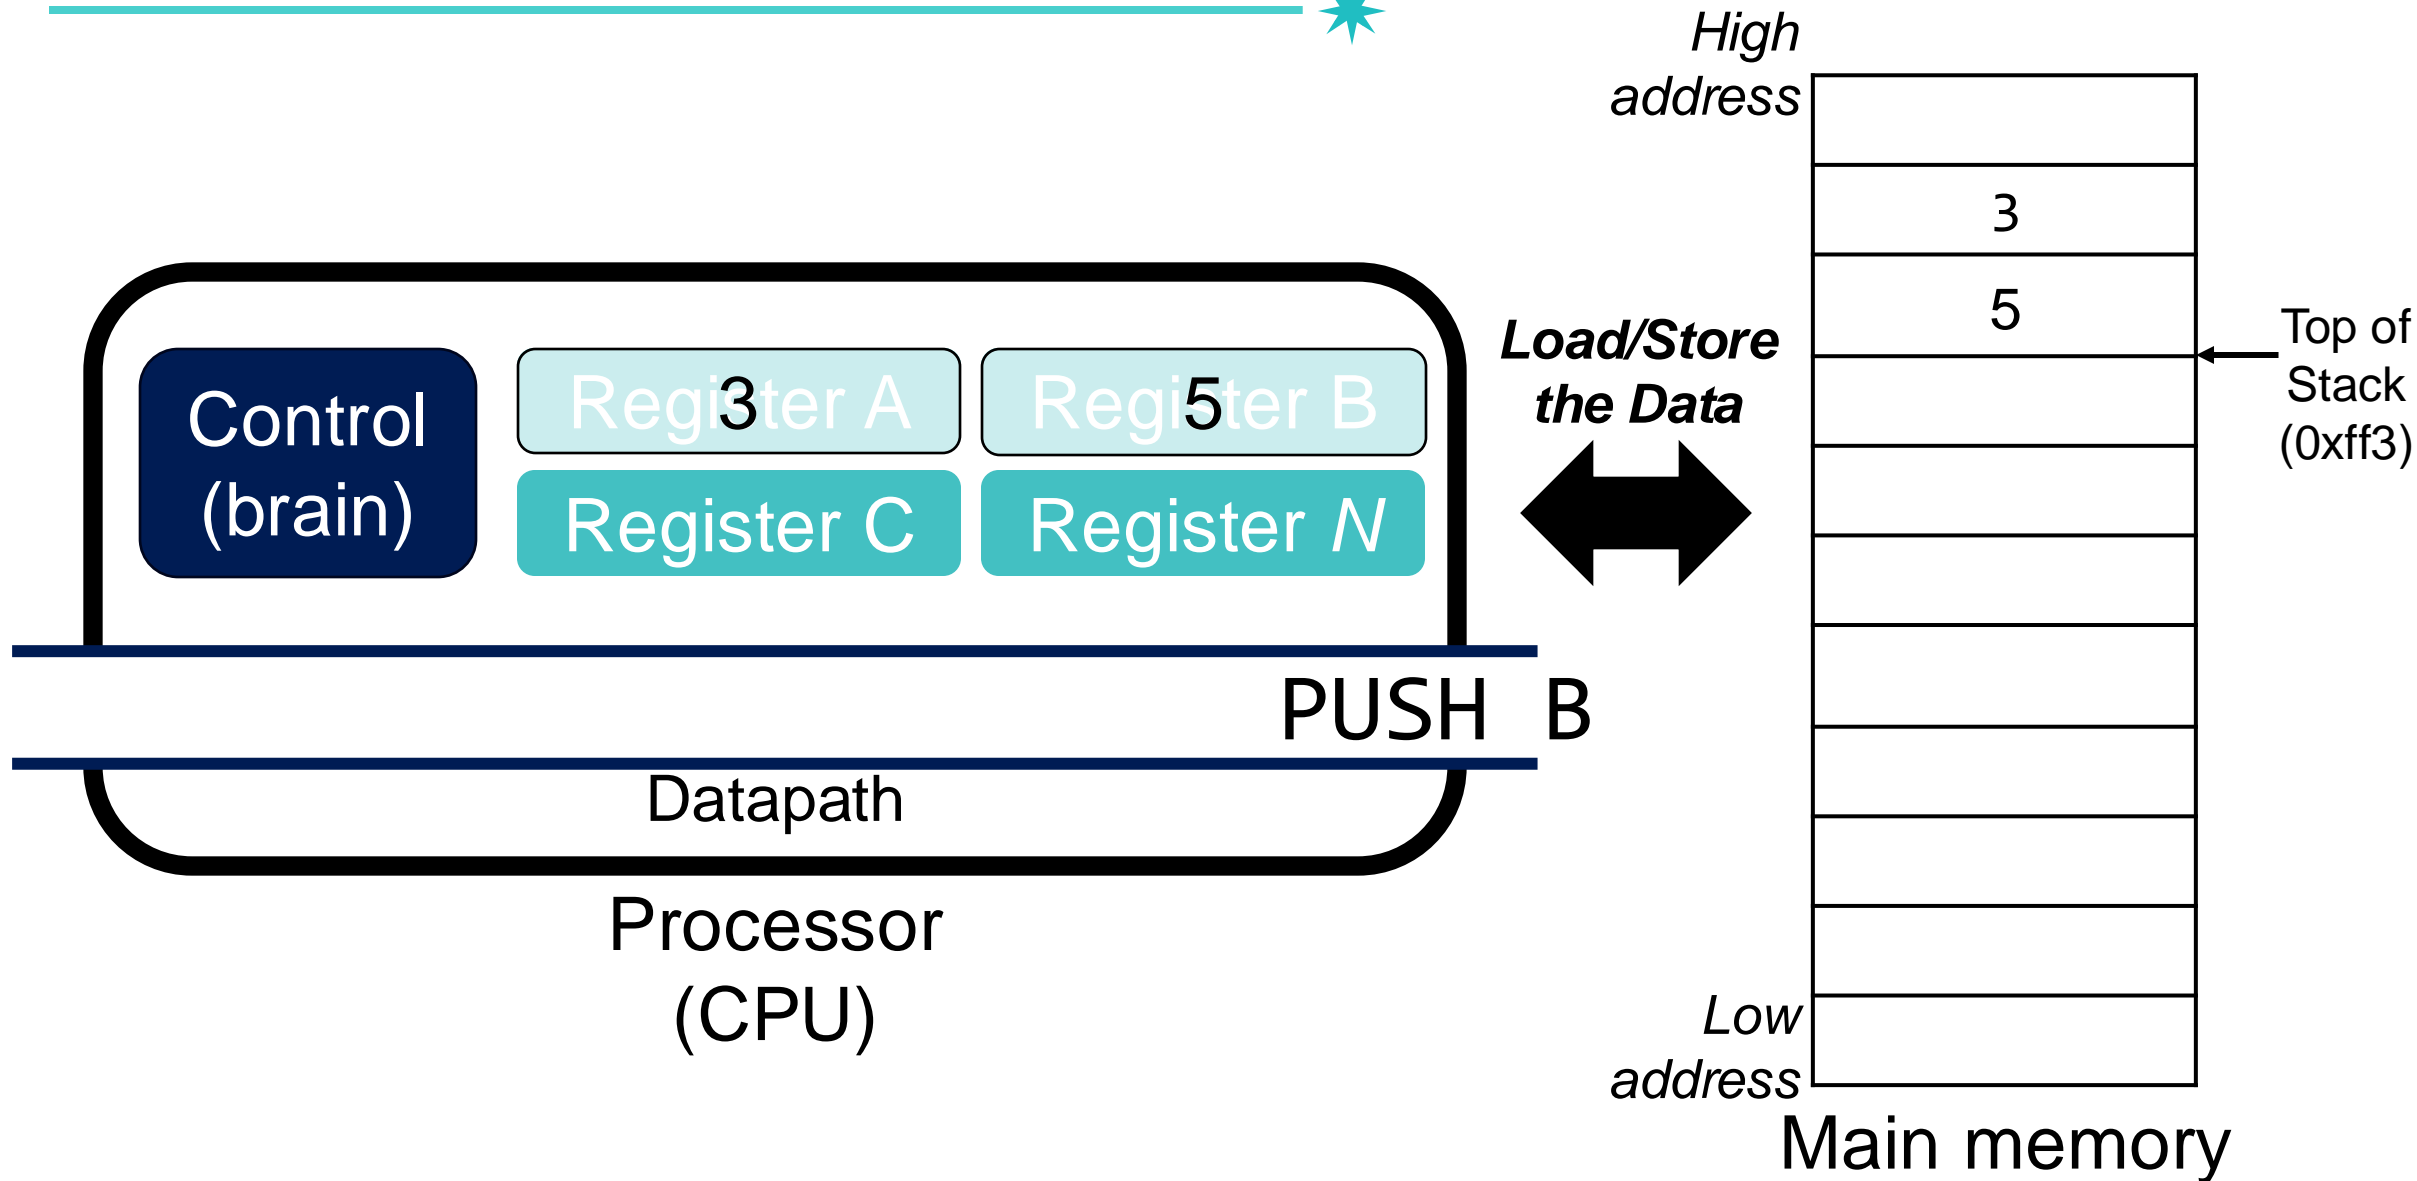 High
address
3
5
Top of
Stack
(0xff3)
Load/Store
the Data
Control
(brain)
Register A
3
Register B
5
Register C
Register N
PUSH B
Datapath
Processor
(CPU)
Low
address
Main memory